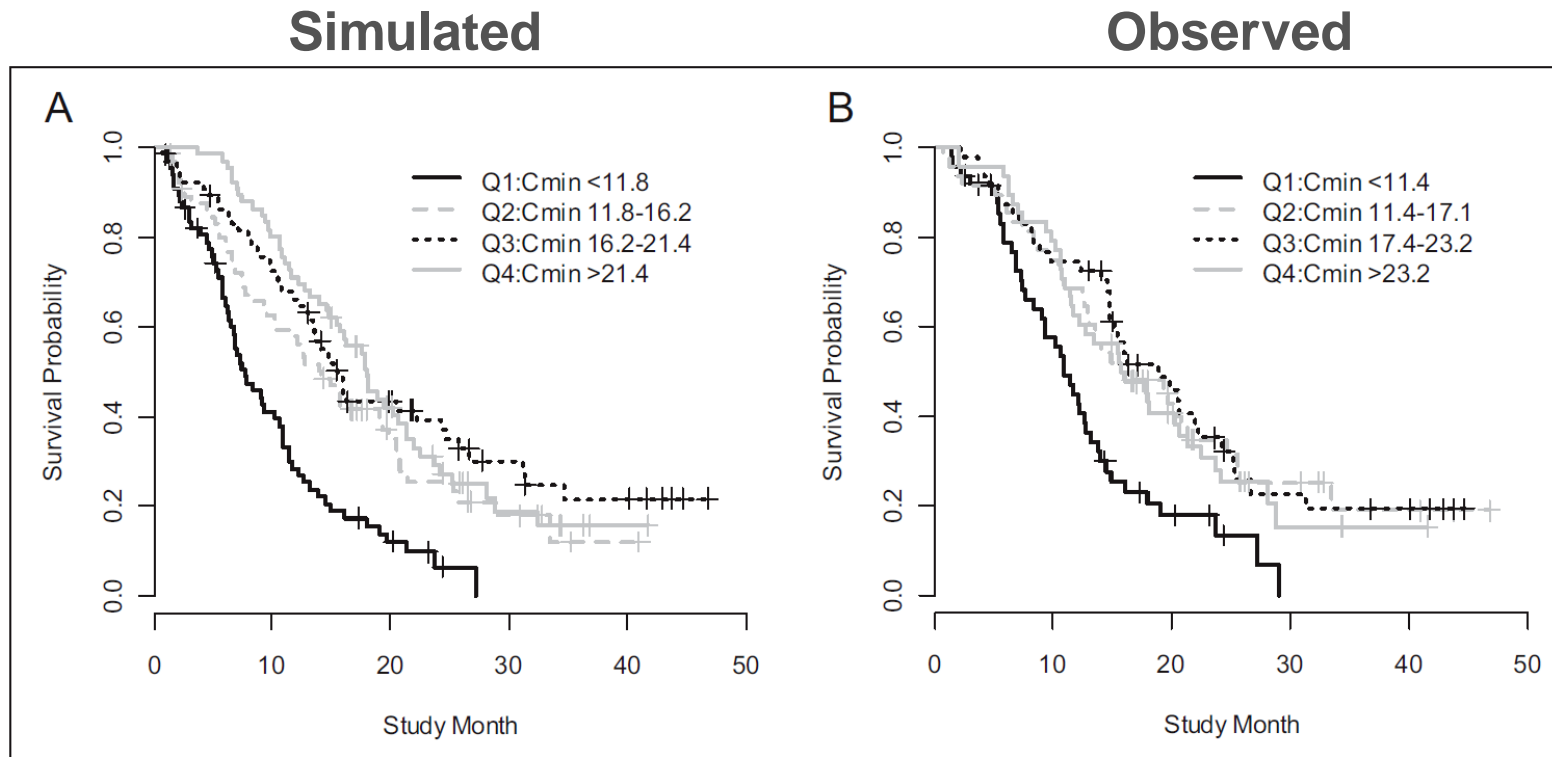 Simulated
Observed
A
Survival Probability
0.0 0.2 0.4 0.6 0.8 1.0
Q1:Cmin <11.8
Q2:Cmin 11.8-16.2
Q3:Cmin 16.2-21.4
Q4:Cmin >21.4
0 10 20 30 40 50
Study Month
B
Survival Probability
0.0 0.2 0.4 0.6 0.8 1.0
Q1:Cmin <11.4
Q2:Cmin 11.4-17.1
Q3:Cmin 17.4-23.2
Q4:Cmin >23.2
0 10 20 30 40 50
Study Month